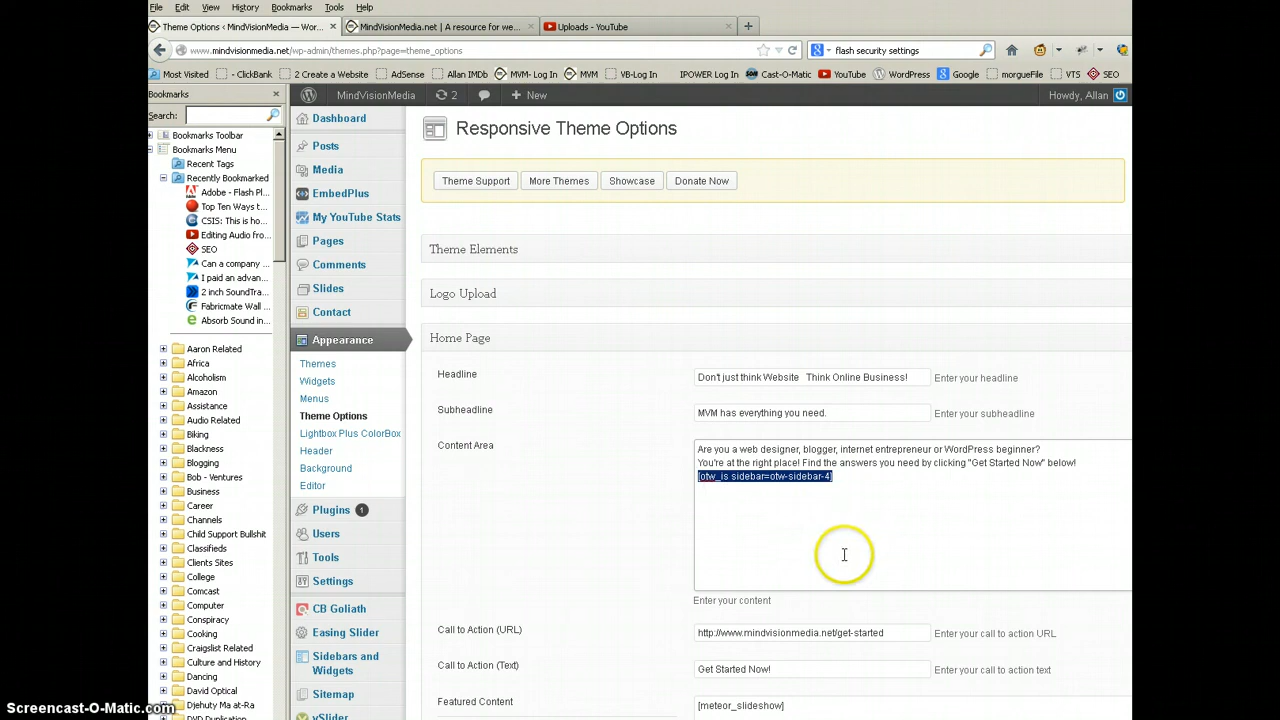 File Edit View History Bookmarks Tools Help
Theme Options < MindVisionMedia — Wor... × MindVisionMedia.net | A resource for we... × Uploads - YouTube × +
www.mindvisionmedia.net/wp-admin/themes.php?page=theme_options flash security settings
Most Visited - ClickBank 2 Create a Website AdSense Allan IMDb MVM- Log In MVM VB-Log In IPOWER Log In Cast-O-Matic YouTube WordPress Google morgueFile VTS SEO
Bookmarks ×
Search:
Bookmarks Toolbar
Bookmarks Menu
Recent Tags
Recently Bookmarked
Adobe - Flash Pl...
Top Ten Ways t...
CSIS: This is ho...
Editing Audio fro...
SEO
Can a company ...
I paid an advan...
2 inch SoundTra...
Fabricmate Wall ...
Absorb Sound in...
Aaron Related
Africa
Alcoholism
Amazon
Assistance
Audio Related
Biking
Blackness
Blogging
Bob - Ventures
Business
Career
Channels
Child Support Bullshit
Classifieds
Clients Sites
College
Comcast
Computer
Conspiracy
Cooking
Craigslist Related
Culture and History
Dancing
David Optical
Djehuty Ma at-Ra
DVD Duplication
MindVisionMedia 2 + New Howdy, Allan
Dashboard
Posts
Media
EmbedPlus
My YouTube Stats
Pages
Comments
Slides
Contact
Appearance
Themes
Widgets
Menus
Theme Options
Lightbox Plus ColorBox
Header
Background
Editor
Plugins 1
Users
Tools
Settings
CB Goliath
Easing Slider
Sidebars and
Widgets
Sitemap
vSlider
Responsive Theme Options
Theme Support More Themes Showcase Donate Now
Theme Elements
Logo Upload
Home Page
Headline Don't just think Website Think Online Business! Enter your headline
Subheadline MVM has everything you need. Enter your subheadline
Content Area
Are you a web designer, blogger, internet entrepreneur or WordPress beginner?
You're at the right place! Find the answers you need by clicking "Get Started Now" below!
[otw_is sidebar=otw-sidebar-4]
Enter your content
Call to Action (URL) http://www.mindvisionmedia.net/get-started Enter your call to action URL
Call to Action (Text) Get Started Now! Enter your call to action text
Featured Content [meteor_slideshow]
Screencast-O-Matic.com